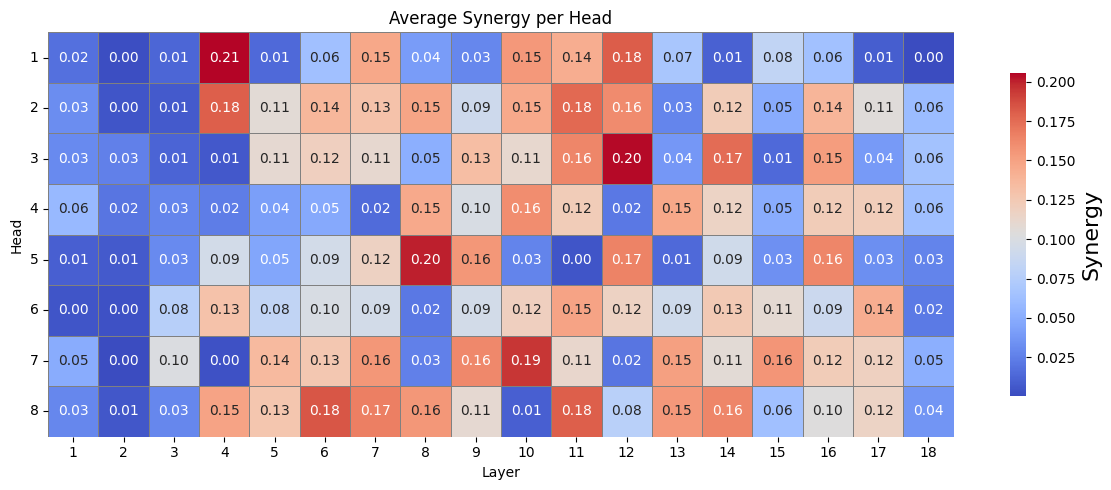 Average Synergy per Head
1 0.02 0.00 0.01 0.21 0.01 0.06 0.15 0.04 0.03 0.15 0.14 0.18 0.07 0.01 0.08 0.06 0.01 0.00
2 0.03 0.00 0.01 0.18 0.11 0.14 0.13 0.15 0.09 0.15 0.18 0.16 0.03 0.12 0.05 0.14 0.11 0.06
3 0.03 0.03 0.01 0.01 0.11 0.12 0.11 0.05 0.13 0.11 0.16 0.20 0.04 0.17 0.01 0.15 0.04 0.06
4 0.06 0.02 0.03 0.02 0.04 0.05 0.02 0.15 0.10 0.16 0.12 0.02 0.15 0.12 0.05 0.12 0.12 0.06
5 0.01 0.01 0.03 0.09 0.05 0.09 0.12 0.20 0.16 0.03 0.00 0.17 0.01 0.09 0.03 0.16 0.03 0.03
6 0.00 0.00 0.08 0.13 0.08 0.10 0.09 0.02 0.09 0.12 0.15 0.12 0.09 0.13 0.11 0.09 0.14 0.02
7 0.05 0.00 0.10 0.00 0.14 0.13 0.16 0.03 0.16 0.19 0.11 0.02 0.15 0.11 0.16 0.12 0.12 0.05
8 0.03 0.01 0.03 0.15 0.13 0.18 0.17 0.16 0.11 0.01 0.18 0.08 0.15 0.16 0.06 0.10 0.12 0.04
1 2 3 4 5 6 7 8 9 10 11 12 13 14 15 16 17 18
Layer
Head
0.200
0.175
0.150
0.125
0.100
0.075
0.050
0.025
Synergy